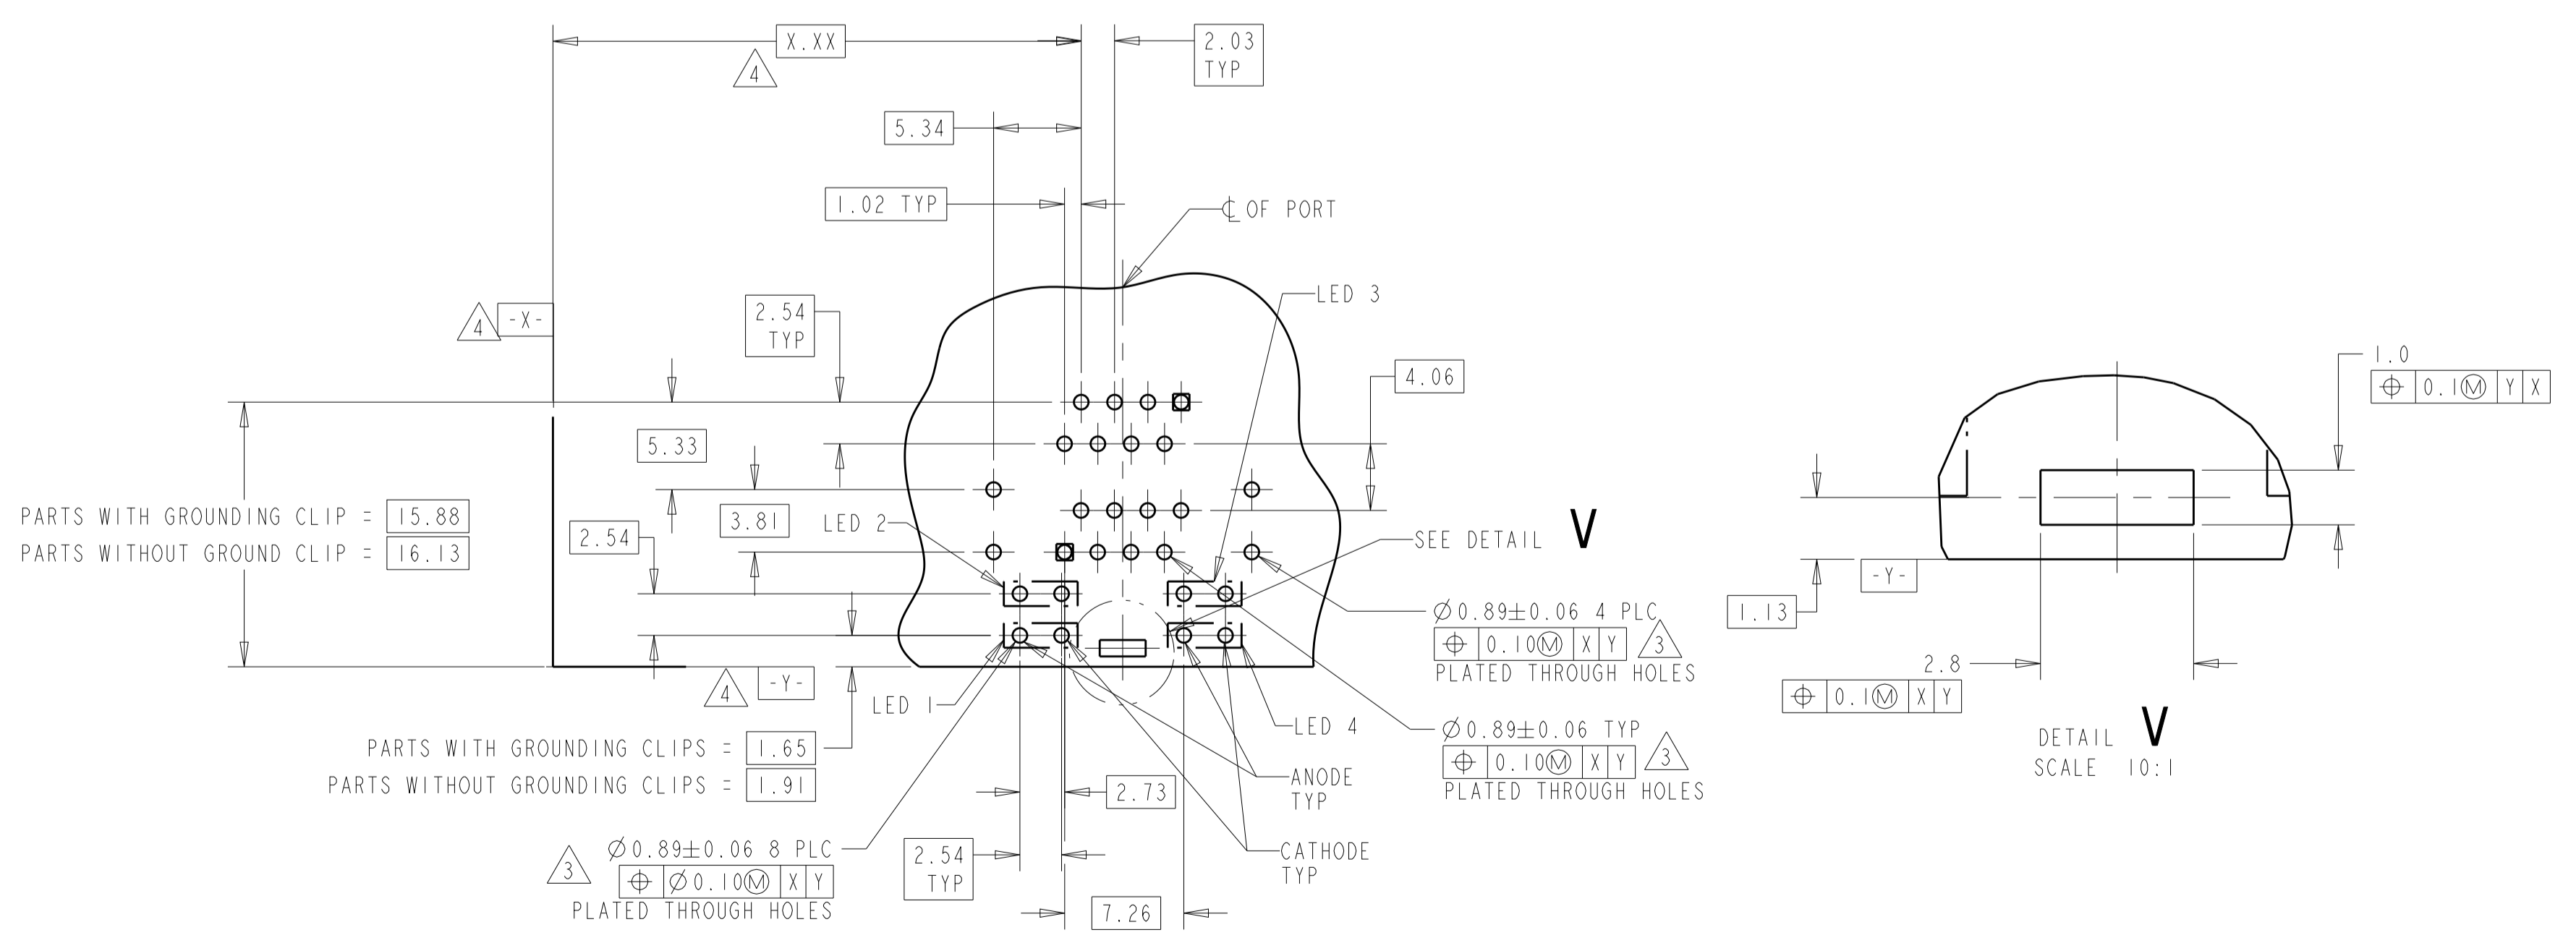 X.XX
4
2.03
TYP
5.34
1.02 TYP
℄ OF PORT
LED 3
2.54
TYP
4
-X-
4.06
1.0
⌖ 0.1Ⓜ Y X
5.33
PARTS WITH GROUNDING CLIP = 15.88
PARTS WITHOUT GROUND CLIP = 16.13
3.81
LED 2
2.54
SEE DETAIL V
-Y-
1.13
Ø0.89±0.06 4 PLC
⌖ 0.10Ⓜ X Y 3
PLATED THROUGH HOLES
2.8
⌖ 0.1Ⓜ X Y
4
-Y-
LED 1
LED 4
Ø0.89±0.06 TYP
⌖ 0.10Ⓜ X Y 3
PLATED THROUGH HOLES
DETAIL V
SCALE 10:1
PARTS WITH GROUNDING CLIPS = 1.65
PARTS WITHOUT GROUNDING CLIPS = 1.91
ANODE
TYP
2.73
3
Ø0.89±0.06 8 PLC
⌖ Ø0.10Ⓜ X Y
PLATED THROUGH HOLES
2.54
TYP
CATHODE
TYP
7.26